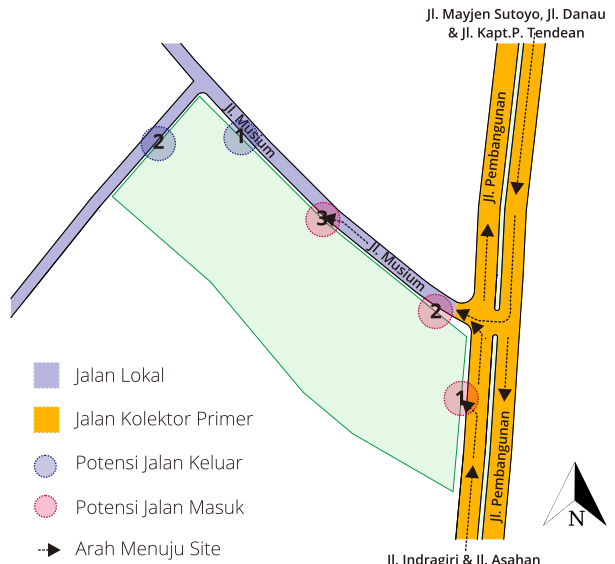 Jl. Mayjen Sutoyo, Jl. Danau
& Jl. Kapt.P. Tendean
Jl. Pembangunan
Jl. Musium
2
1
3
Jl. Musium
2
1
Jl. Pembangunan
Jalan Lokal
Jalan Kolektor Primer
Potensi Jalan Keluar
Potensi Jalan Masuk
Arah Menuju Site
N
Jl. Indragiri & Jl. Asahan